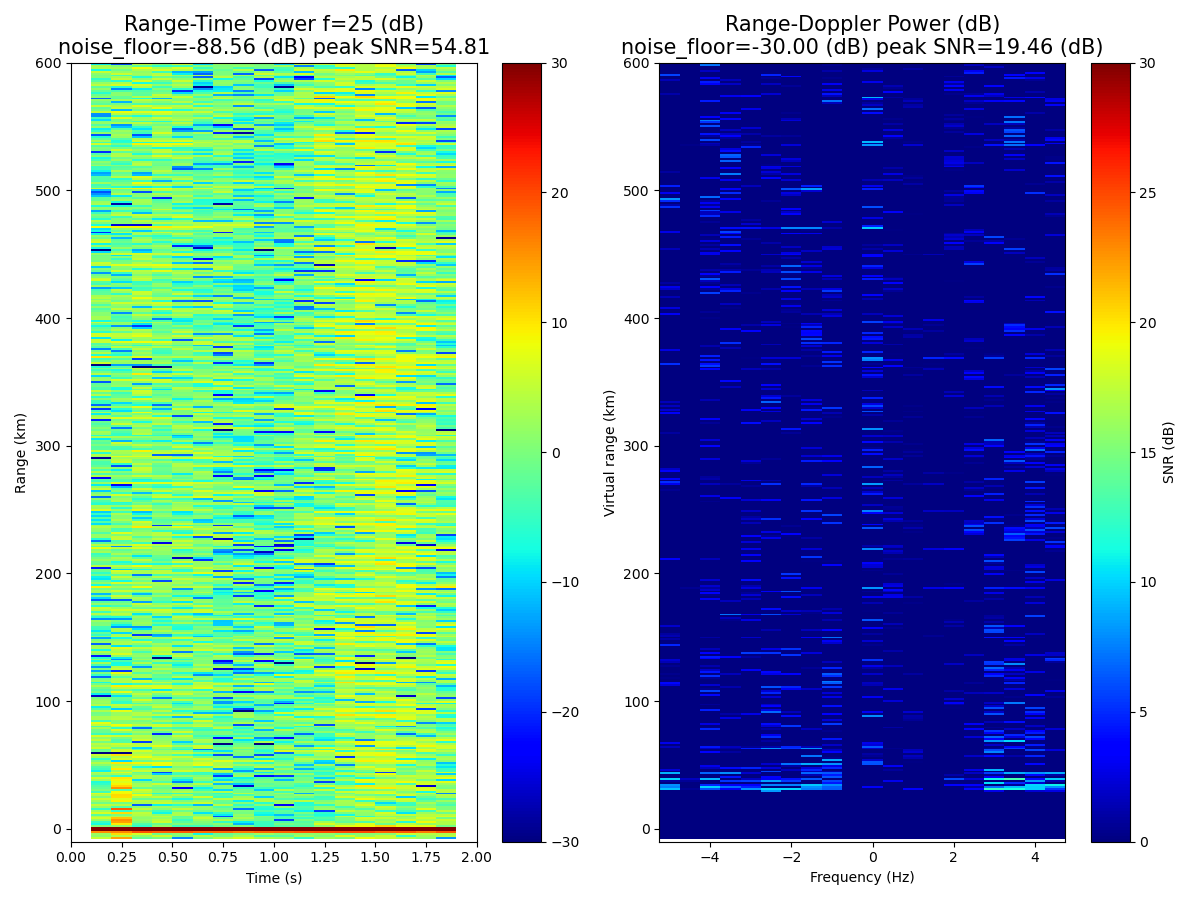 Range-Time Power f=25 (dB)
noise_floor=-88.56 (dB) peak SNR=54.81
Range-Doppler Power (dB)
noise_floor=-30.00 (dB) peak SNR=19.46 (dB)
600
500
400
300
200
100
0
Range (km)
0.00 0.25 0.50 0.75 1.00 1.25 1.50 1.75 2.00
Time (s)
30
20
10
0
−10
−20
−30
600
500
400
300
200
100
0
Virtual range (km)
−4 −2 0 2 4
Frequency (Hz)
30
25
20
15
10
5
0
SNR (dB)